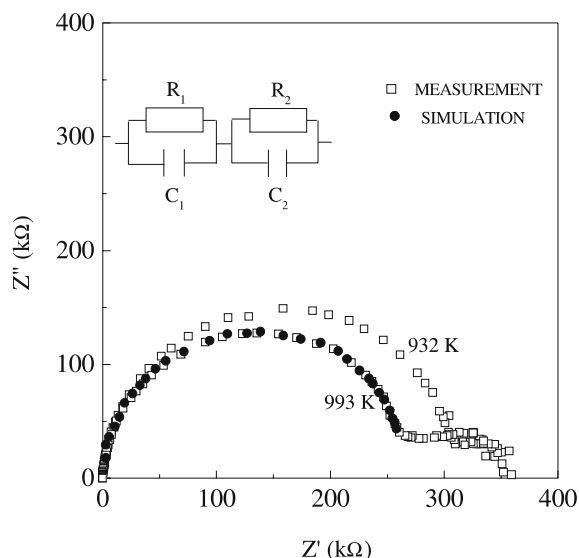 400
300
200
100
0
0
100
200
300
400
Z'' (kΩ)
Z' (kΩ)
R₁
R₂
C₁
C₂
MEASUREMENT
SIMULATION
932 K
993 K